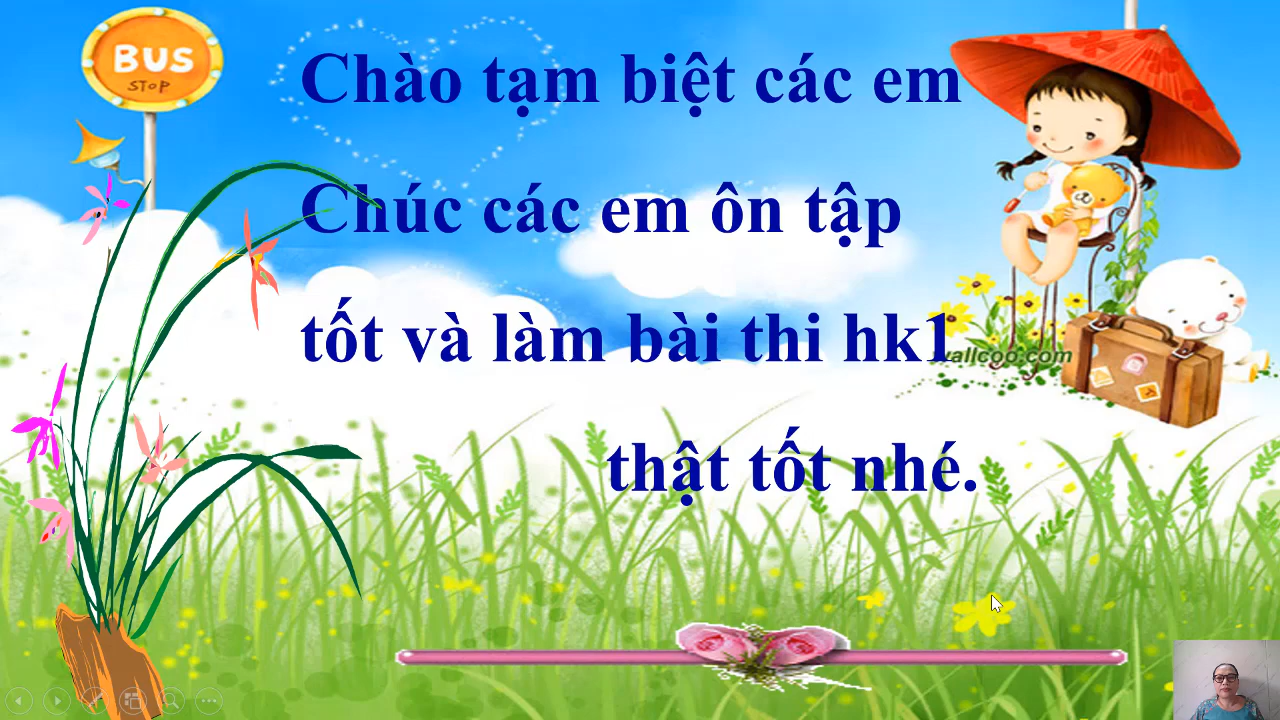 BUS
STOP
Chào tạm biệt các em
Chúc các em ôn tập
tốt và làm bài thi hk1
wallcoo.com
thật tốt nhé.